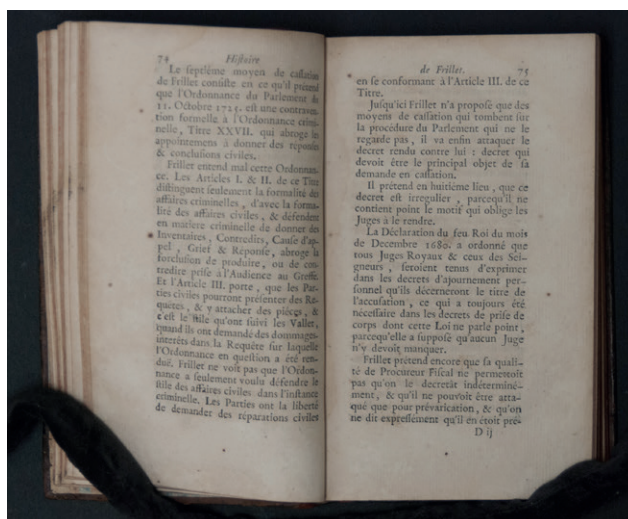 74 Histoire
Le septiéme moyen de cassation
de Frillet consiste en ce qu'il prétend
que l'Ordonnance du Parlement du
11. Octobre 1725. est une contraven-
tion formelle à l'Ordonnance crimi-
nelle, Titre XXVII. qui abroge les
appointemens à donner des réponses
& conclusions civiles.
Frillet entend mal cette Ordonnan-
ce. Les Articles I. & II. de ce Titre
distinguent seulement la formalité des
affaires criminelles, d'avec la forma-
lité des affaires civiles, & défendent
en matiere criminelle de donner des
Inventaires, Contredits, Cause d'ap-
pel, Grief & Réponse, abroge la
forclusion de produire, ou de con-
tredire prise à l'Audience au Greffe.
Et l'Article III. porte, que les Par-
ties civiles pourront présenter des Re-
quêtes, & y attacher des piéces, &
c'est le stile qu'ont suivi les Vallet,
quand ils ont demandé des dommages-
interêts dans la Requête sur laquelle
l'Ordonnance en question a été ren-
duë. Frillet ne voit pas que l'Ordon-
nance a seulement voulu défendre le
stile des affaires civiles dans l'instance
criminelle. Les Parties ont la liberté
de demander des réparations civiles
de Frillet. 75
en se conformant à l'Article III. de ce
Titre.
Jusqu'ici Frillet n'a proposé que des
moyens de cassation qui tombent sur
la procédure du Parlement qui ne le
regarde pas, il va enfin attaquer le
decret rendu contre lui : decret qui
devoit être le principal objet de sa
demande en cassation.
Il prétend en huitiéme lieu, que ce
decret est irregulier, parcequ'il ne
contient point le motif qui oblige les
Juges à le rendre.
La Déclaration du feu Roi du mois
de Decembre 1680. a ordonné que
tous Juges Royaux & ceux des Sei-
gneurs, seroient tenus d'exprimer
dans les decrets d'ajournement per-
sonnel qu'ils décerneront le titre de
l'accusation, ce qui a toujours été
nécessaire dans les decrets de prise de
corps dont cette Loi ne parle point,
parcequ'elle a supposé qu'aucun Juge
n'y devoit manquer.
Frillet prétend encore que sa quali-
té de Procureur Fiscal ne permettoit
pas qu'on le decretât indéterminé-
ment, & qu'il ne pouvoit être atta-
qué que pour prévarication, & qu'on
ne dit expressément qu'il en étoit pré-
D ij